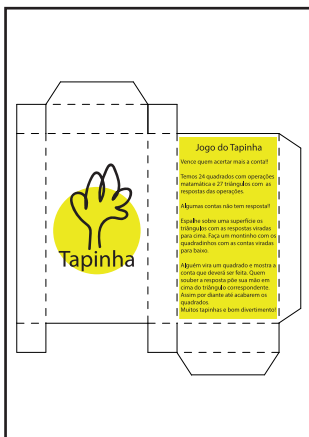 Tapinha
Jogo do Tapinha
Vence quem acertar mais a conta!!
Temos 24 quadrados com operações
matamática e 27 triângulos com as
respostas das operações.
Algumas contas não tem resposta!!
Espalhe sobre uma superfície os
triângulos com as respostas viradas
para cima. Faça um montinho com os
quadradinhos com as contas viradas
para baixo.
Alguém vira um quadrado e mostra a
conta que deverá ser feita. Quem
souber a resposta põe sua mão em
cima do triângulo correspondente.
Assim por diante até acabarem os
quadrados.
Muitos tapinhas e bom divertimento!